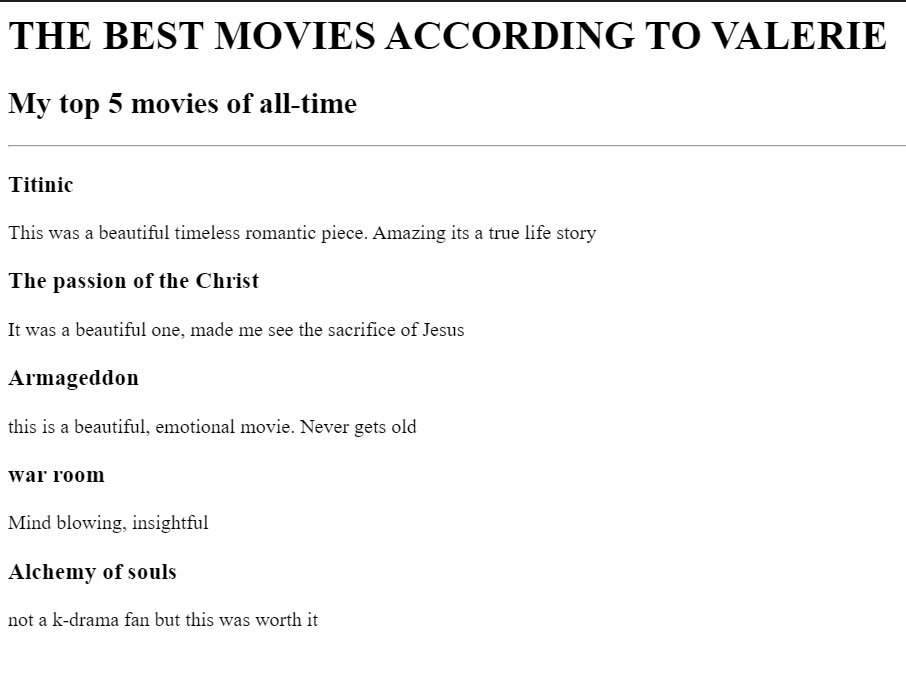 THE BEST MOVIES ACCORDING TO VALERIE
My top 5 movies of all-time
Titinic
This was a beautiful timeless romantic piece. Amazing its a true life story
The passion of the Christ
It was a beautiful one, made me see the sacrifice of Jesus
Armageddon
this is a beautiful, emotional movie. Never gets old
war room
Mind blowing, insightful
Alchemy of souls
not a k-drama fan but this was worth it